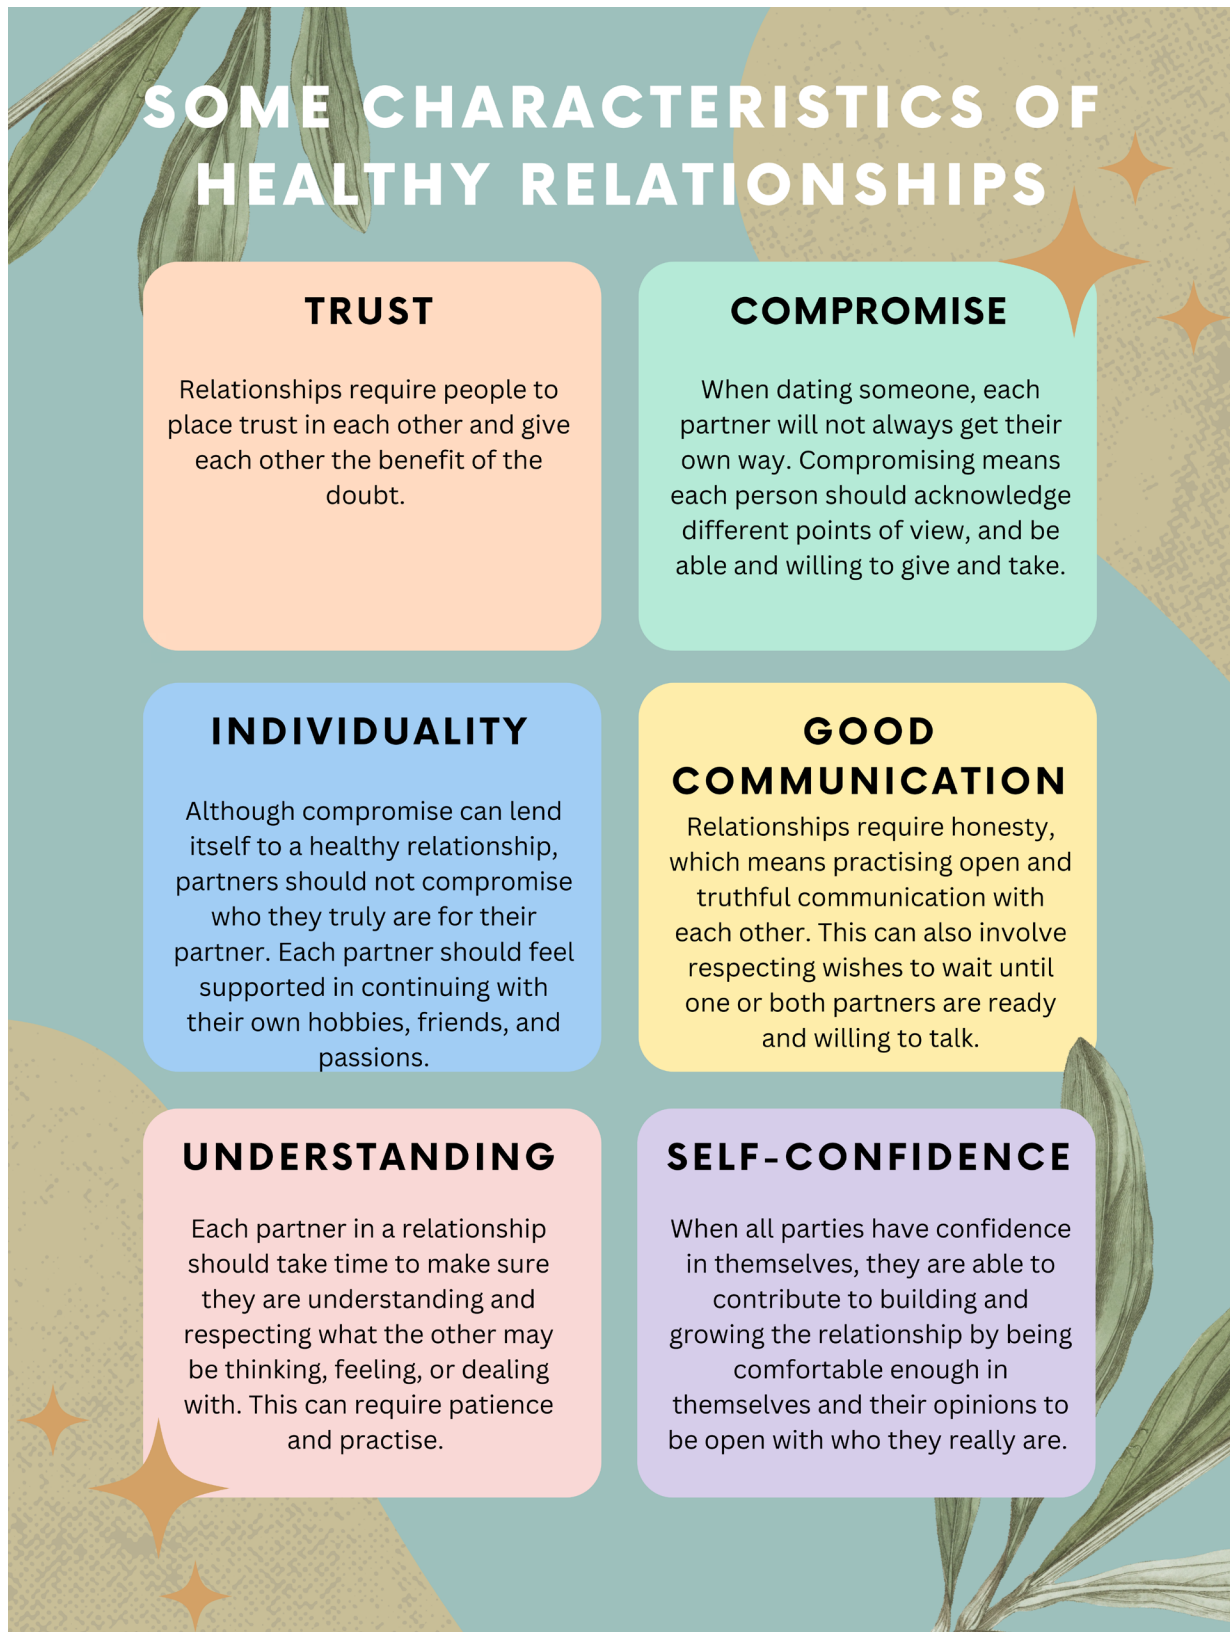 SOME CHARACTERISTICS OF
HEALTHY RELATIONSHIPS
TRUST
Relationships require people to
place trust in each other and give
each other the benefit of the
doubt.
COMPROMISE
When dating someone, each
partner will not always get their
own way. Compromising means
each person should acknowledge
different points of view, and be
able and willing to give and take.
INDIVIDUALITY
Although compromise can lend
itself to a healthy relationship,
partners should not compromise
who they truly are for their
partner. Each partner should feel
supported in continuing with
their own hobbies, friends, and
passions.
GOOD
COMMUNICATION
Relationships require honesty,
which means practising open and
truthful communication with
each other. This can also involve
respecting wishes to wait until
one or both partners are ready
and willing to talk.
UNDERSTANDING
Each partner in a relationship
should take time to make sure
they are understanding and
respecting what the other may
be thinking, feeling, or dealing
with. This can require patience
and practise.
SELF-CONFIDENCE
When all parties have confidence
in themselves, they are able to
contribute to building and
growing the relationship by being
comfortable enough in
themselves and their opinions to
be open with who they really are.